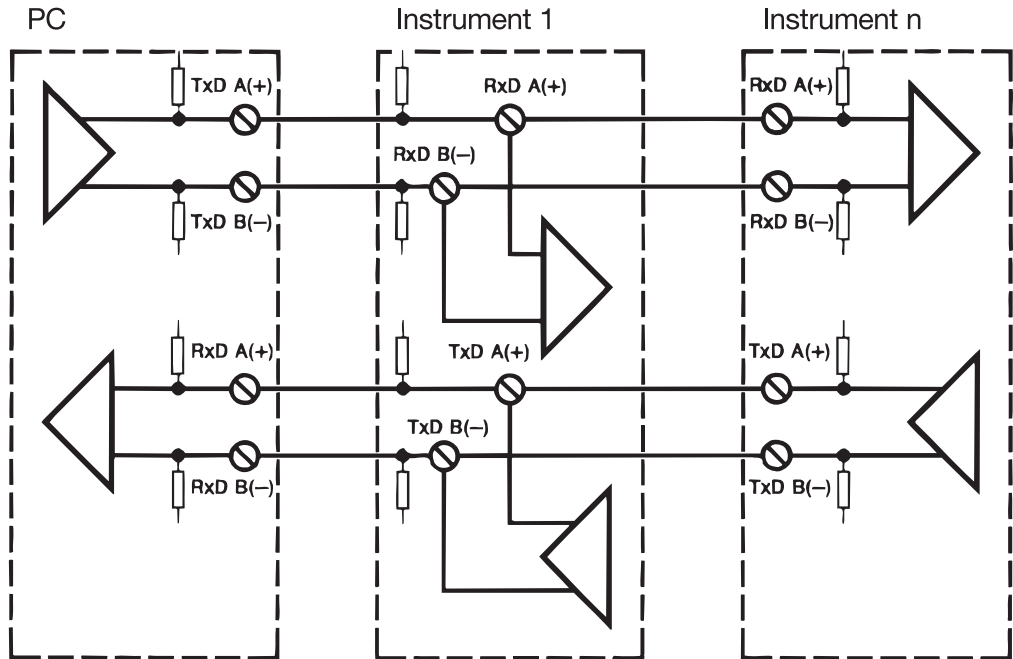 PC
Instrument 1
Instrument n
TxD A(+)
RxD A(+)
RxD A(+)
RxD B(−)
TxD B(−)
RxD B(−)
RxD A(+)
TxD A(+)
TxD A(+)
TxD B(−)
RxD B(−)
TxD B(−)